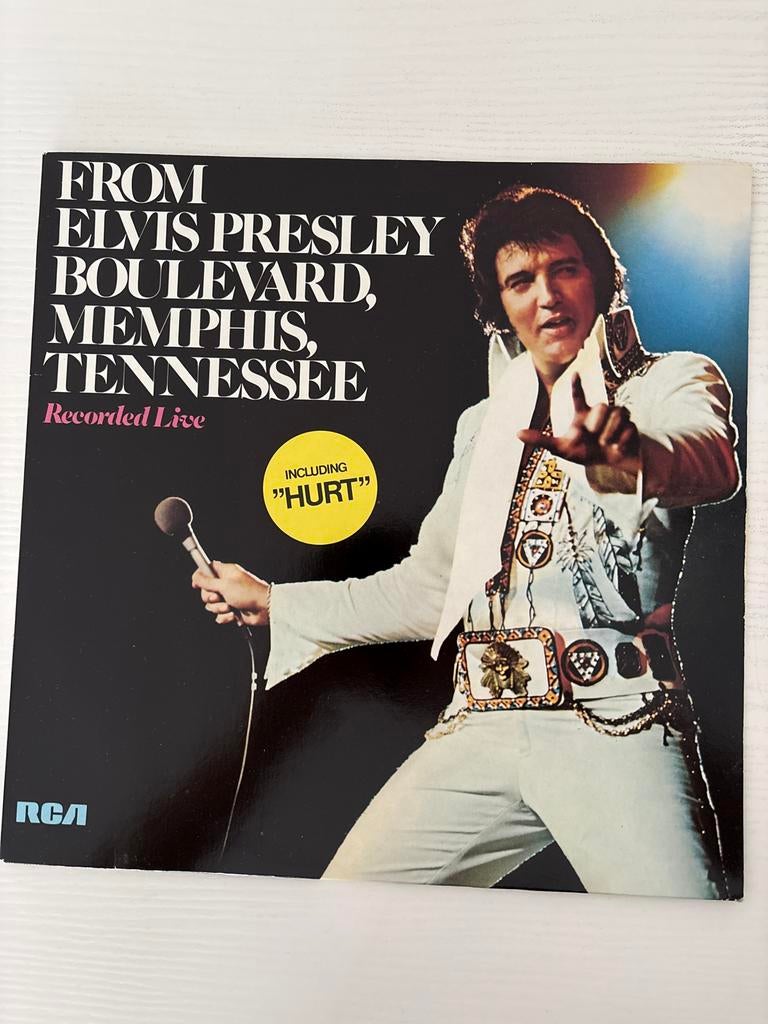 FROM
ELVIS PRESLEY
BOULEVARD,
MEMPHIS,
TENNESSEE
Recorded Live
INCLUDING
”HURT”
RCA